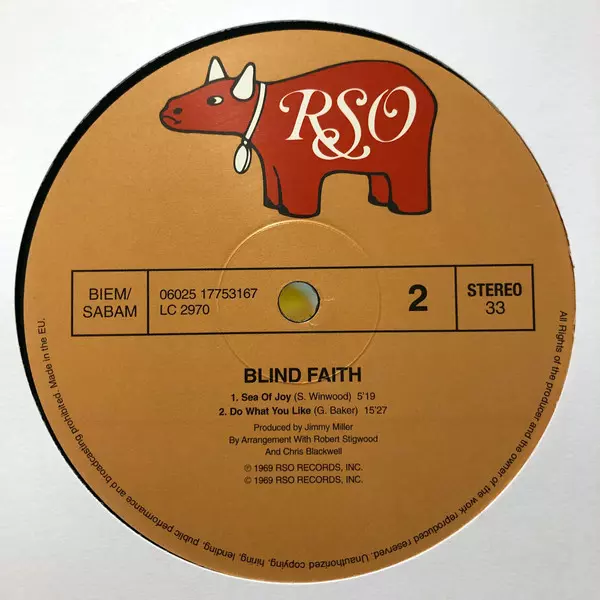 RSO
BIEM/
SABAM
06025 17753167
LC 2970
2
STEREO
33
BLIND FAITH
1. Sea Of Joy (S. Winwood) 5'19
2. Do What You Like (G. Baker) 15'27
Produced by Jimmy Miller
By Arrangement With Robert Stigwood
And Chris Blackwell
℗ 1969 RSO RECORDS, INC.
© 1969 RSO RECORDS, INC.
All Rights of the producer and the owner of the work reproduced reserved. Unauthorized copying, hiring, lending, public performance and broadcasting prohibited. Made in the EU.